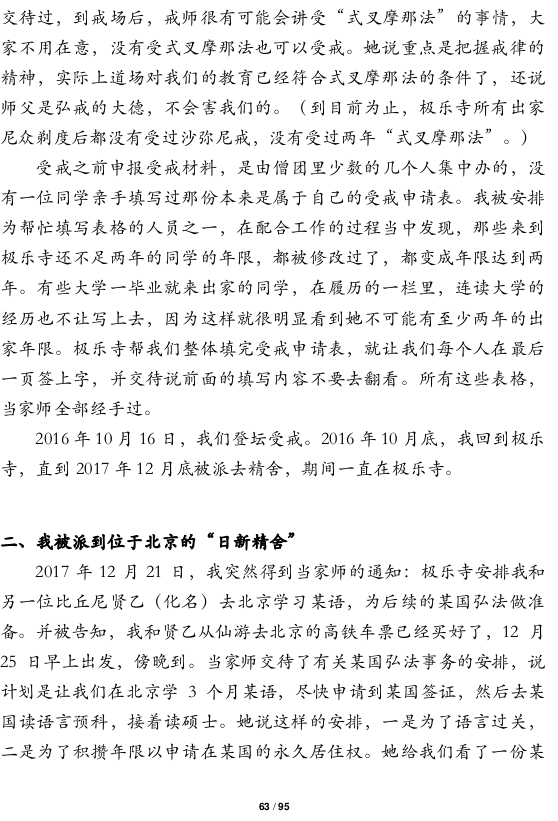 交待过，到戒场后，戒师很有可能会讲受“式叉摩那法”的事情，大
家不用在意，没有受式叉摩那法也可以受戒。她说重点是把握戒律的
精神，实际上道场对我们的教育已经符合式叉摩那法的条件了，还说
师父是弘戒的大德，不会害我们的。（到目前为止，极乐寺所有出家
尼众剃度后都没有受过沙弥尼戒，没有受过两年“式叉摩那法”。）
受戒之前申报受戒材料，是由僧团里少数的几个人集中办的，没
有一位同学亲手填写过那份本来是属于自己的受戒申请表。我被安排
为帮忙填写表格的人员之一，在配合工作的过程当中发现，那些来到
极乐寺还不足两年的同学的年限，都被修改过了，都变成年限达到两
年。有些大学一毕业就来出家的同学，在履历的一栏里，连读大学的
经历也不让写上去，因为这样就很明显看到她不可能有至少两年的出
家年限。极乐寺帮我们整体填完受戒申请表，就让我们每个人在最后
一页签上字，并交待说前面的填写内容不要去翻看。所有这些表格，
当家师全部经手过。
2016 年 10 月 16 日，我们登坛受戒。2016 年 10 月底，我回到极乐
寺，直到 2017 年 12 月底被派去精舍，期间一直在极乐寺。
二、我被派到位于北京的“日新精舍”
2017 年 12 月 21 日，我突然得到当家师的通知：极乐寺安排我和
另一位比丘尼贤乙（化名）去北京学习某语，为后续的某国弘法做准
备。并被告知，我和贤乙从仙游去北京的高铁车票已经买好了，12 月
25 日早上出发，傍晚到。当家师交待了有关某国弘法事务的安排，说
计划是让我们在北京学 3 个月某语，尽快申请到某国签证，然后去某
国读语言预科，接着读硕士。她说这样的安排，一是为了语言过关，
二是为了积攒年限以申请在某国的永久居住权。她给我们看了一份某
63 / 95